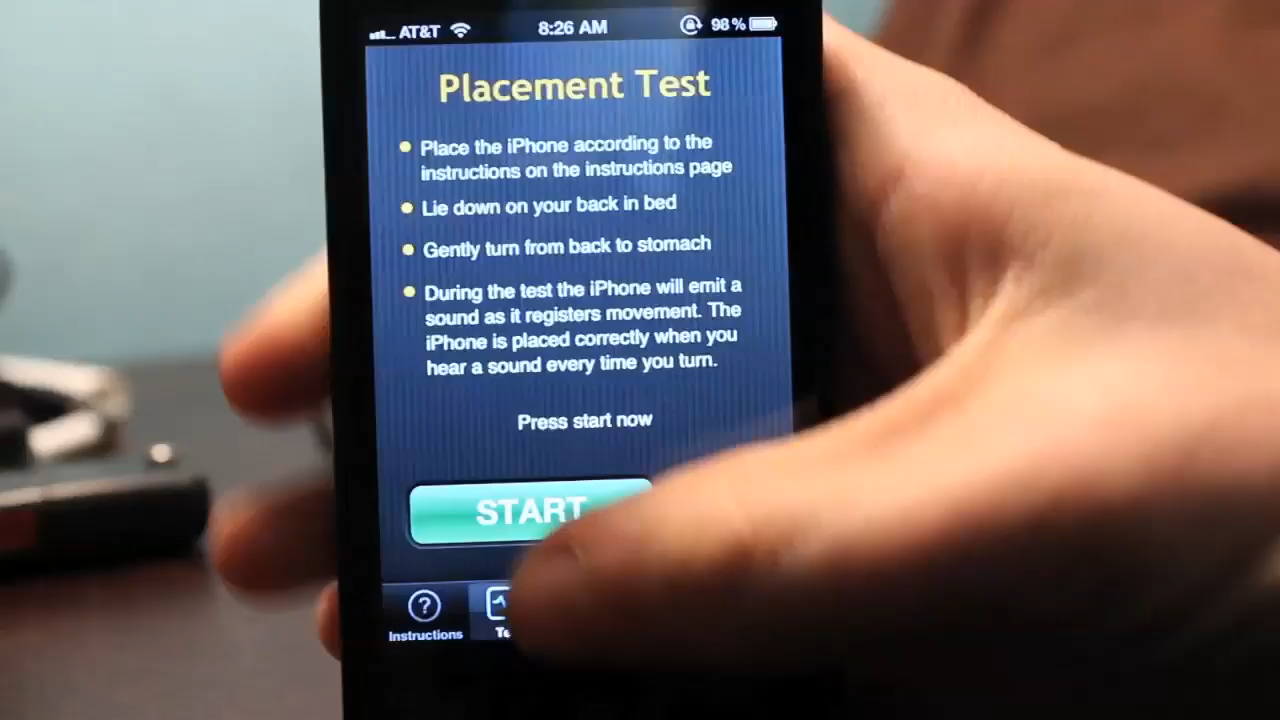 AT&T 8:26 AM 98%
Placement Test
Place the iPhone according to the
instructions on the instructions page
Lie down on your back in bed
Gently turn from back to stomach
During the test the iPhone will emit a
sound as it registers movement. The
iPhone is placed correctly when you
hear a sound every time you turn.
Press start now
START
?
Instructions